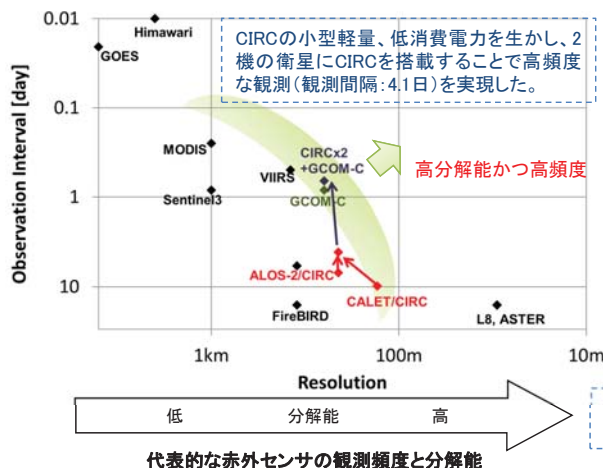 0.01
Himawari
GOES
CIRCの小型軽量、低消費電力を生かし、2
機の衛星にCIRCを搭載することで高頻度
な観測(観測間隔:4.1日)を実現した。
0.1
MODIS
CIRCx2
+GCOM-C
VIIRS
高分解能かつ高頻度
1
Sentinel3
GCOM-C
Observation Interval [day]
ALOS-2/CIRC
10
CALET/CIRC
FireBIRD
L8, ASTER
1km
100m
10m
Resolution
低
分解能
高
代表的な赤外センサの観測頻度と分解能